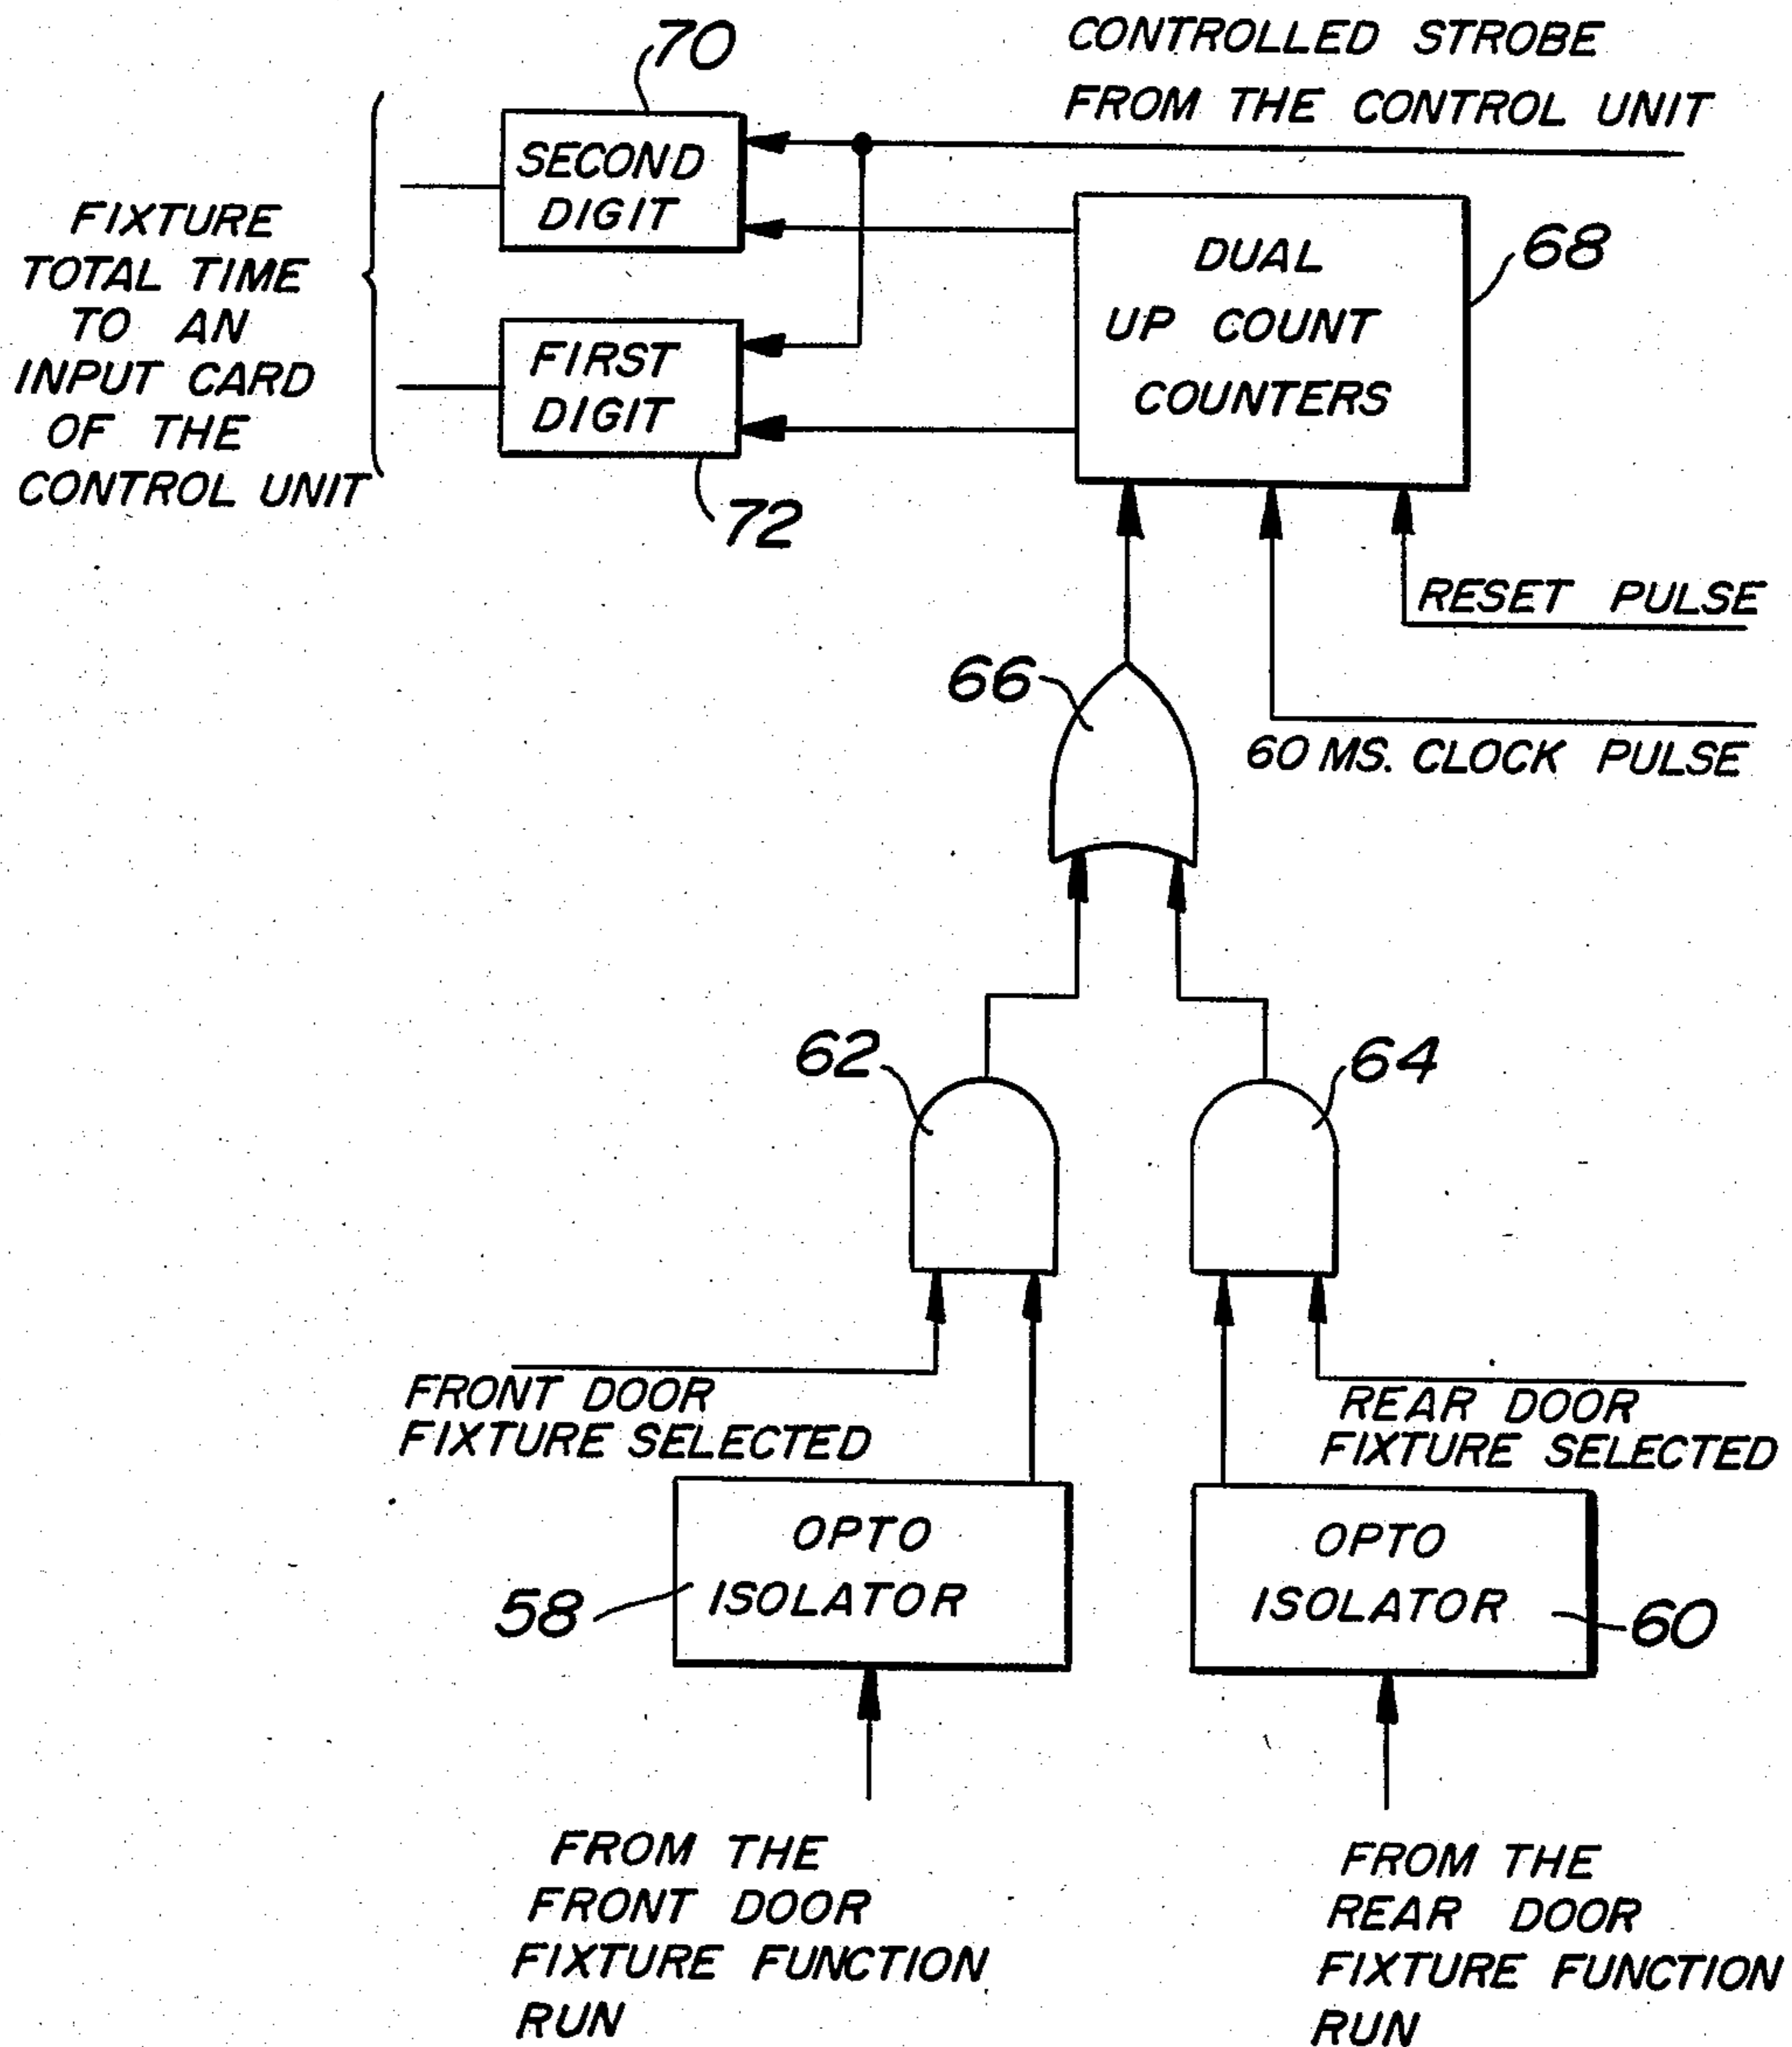 70
CONTROLLED STROBE
FROM THE CONTROL UNIT
SECOND
DIGIT
FIXTURE
TOTAL TIME
TO AN
INPUT CARD
OF THE
CONTROL UNIT
DUAL
UP COUNT
COUNTERS
68
FIRST
DIGIT
72
RESET PULSE
66
60 MS. CLOCK PULSE
62
64
FRONT DOOR
FIXTURE SELECTED
REAR DOOR
FIXTURE SELECTED
OPTO
ISOLATOR
58
OPTO
ISOLATOR
60
FROM THE
FRONT DOOR
FIXTURE FUNCTION
RUN
FROM THE
REAR DOOR
FIXTURE FUNCTION
RUN